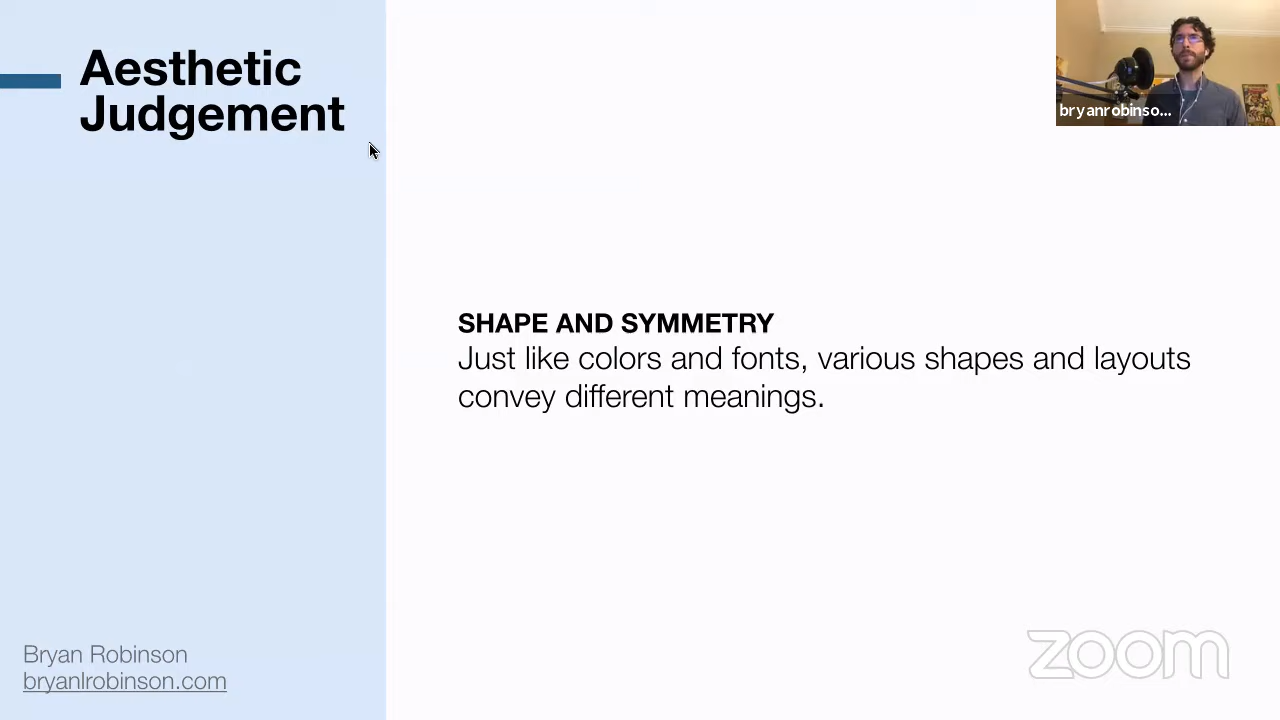 Aesthetic
Judgement
bryanrobinso...
SHAPE AND SYMMETRY
Just like colors and fonts, various shapes and layouts
convey different meanings.
Bryan Robinson
bryanlrobinson.com
zoom